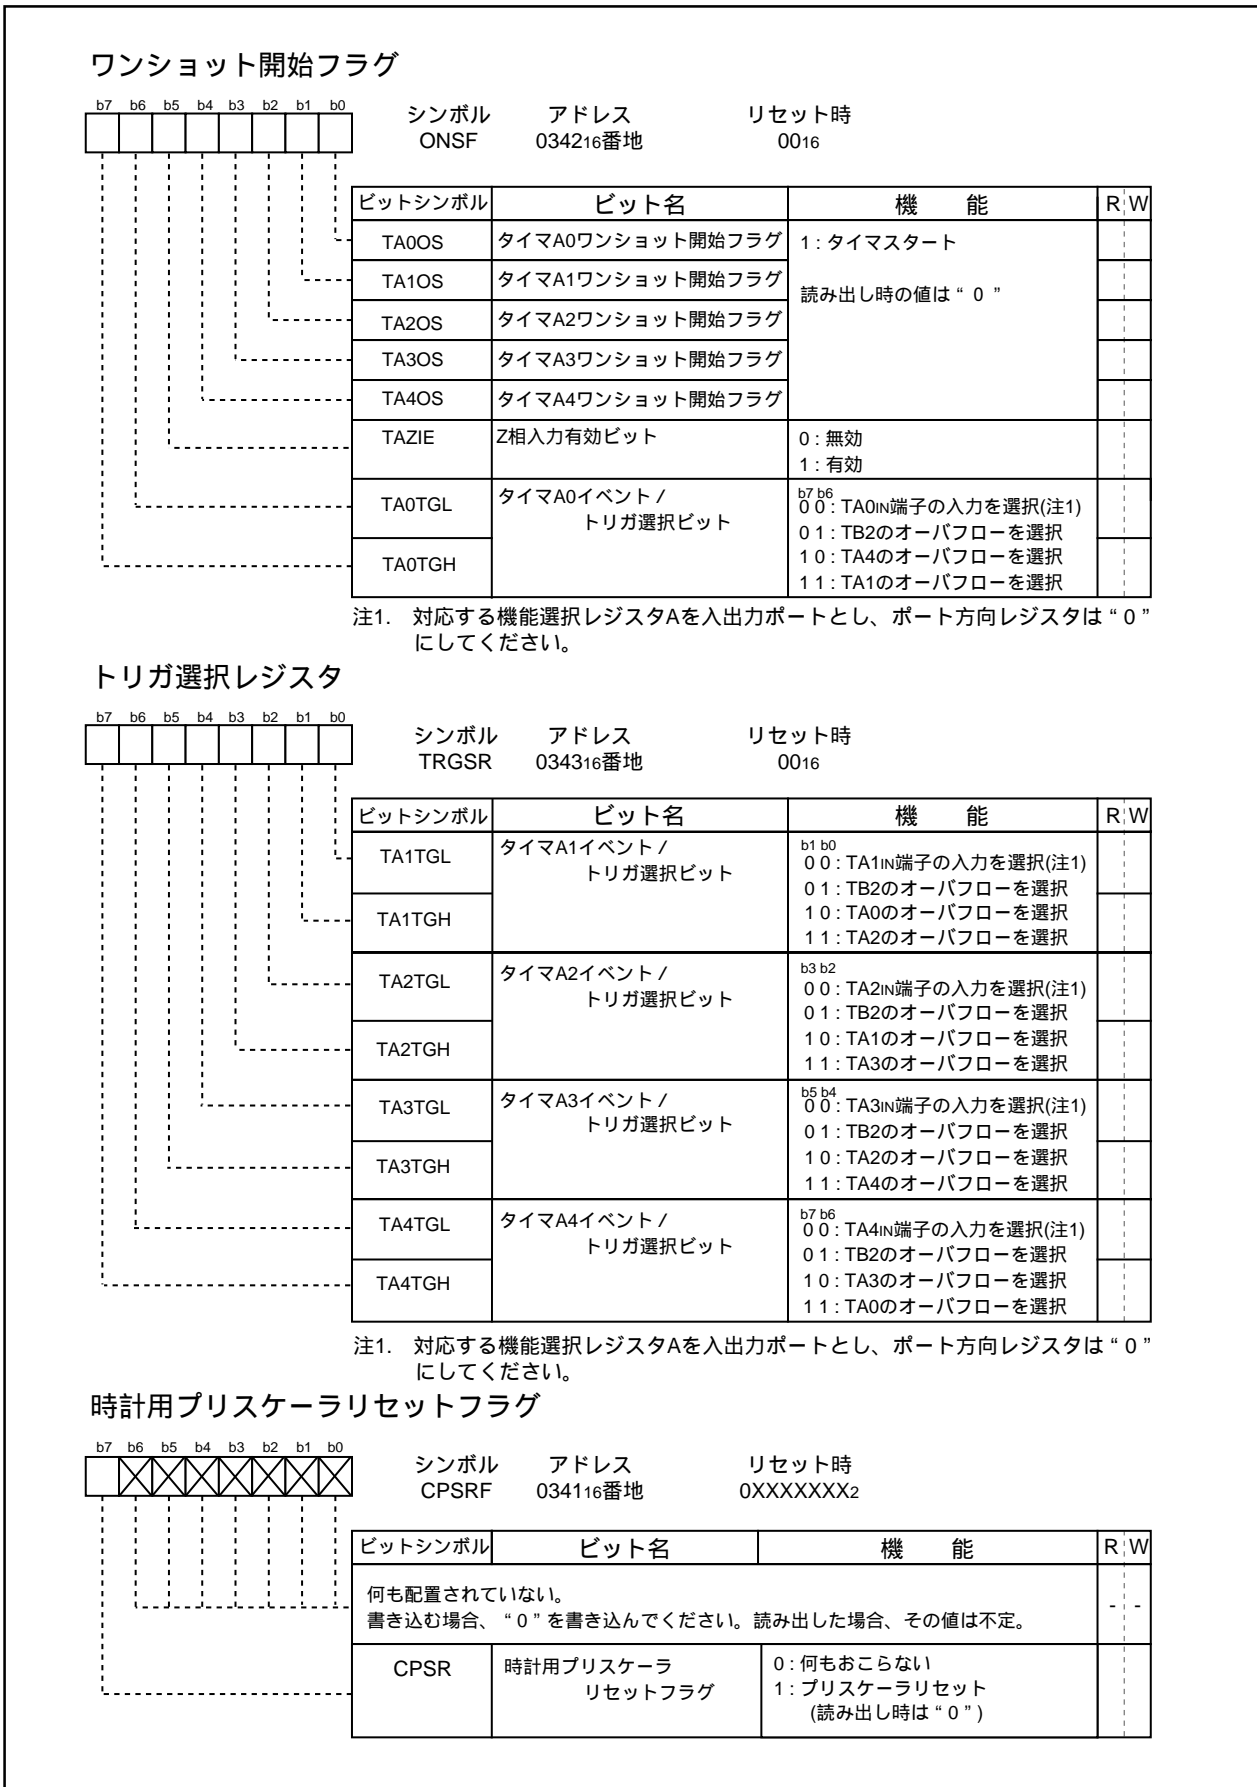 ワンショット開始フラグ
b7 b6 b5 b4 b3 b2 b1 b0
シンボル アドレス リセット時
ONSF 034216番地 0016
ビットシンボル ビット名 機 能 R W
TA0OS タイマA0ワンショット開始フラグ 1 : タイマスタート
TA1OS タイマA1ワンショット開始フラグ 読み出し時の値は“ 0 ”
TA2OS タイマA2ワンショット開始フラグ
TA3OS タイマA3ワンショット開始フラグ
TA4OS タイマA4ワンショット開始フラグ
TAZIE Z相入力有効ビット 0 : 無効
1 : 有効
TA0TGL タイマA0イベント /
トリガ選択ビット
TA0TGH
b7 b6
0 0 : TA0IN端子の入力を選択(注1)
0 1 : TB2のオーバフローを選択
1 0 : TA4のオーバフローを選択
1 1 : TA1のオーバフローを選択
注1. 対応する機能選択レジスタAを入出力ポートとし、ポート方向レジスタは“ 0 ”
にしてください。
トリガ選択レジスタ
b7 b6 b5 b4 b3 b2 b1 b0
シンボル アドレス リセット時
TRGSR 034316番地 0016
ビットシンボル ビット名 機 能 R W
TA1TGL タイマA1イベント /
トリガ選択ビット
TA1TGH
b1 b0
0 0 : TA1IN端子の入力を選択(注1)
0 1 : TB2のオーバフローを選択
1 0 : TA0のオーバフローを選択
1 1 : TA2のオーバフローを選択
TA2TGL タイマA2イベント /
トリガ選択ビット
TA2TGH
b3 b2
0 0 : TA2IN端子の入力を選択(注1)
0 1 : TB2のオーバフローを選択
1 0 : TA1のオーバフローを選択
1 1 : TA3のオーバフローを選択
TA3TGL タイマA3イベント /
トリガ選択ビット
TA3TGH
b5 b4
0 0 : TA3IN端子の入力を選択(注1)
0 1 : TB2のオーバフローを選択
1 0 : TA2のオーバフローを選択
1 1 : TA4のオーバフローを選択
TA4TGL タイマA4イベント /
トリガ選択ビット
TA4TGH
b7 b6
0 0 : TA4IN端子の入力を選択(注1)
0 1 : TB2のオーバフローを選択
1 0 : TA3のオーバフローを選択
1 1 : TA0のオーバフローを選択
注1. 対応する機能選択レジスタAを入出力ポートとし、ポート方向レジスタは“ 0 ”
にしてください。
時計用プリスケーラリセットフラグ
b7 b6 b5 b4 b3 b2 b1 b0
シンボル アドレス リセット時
CPSRF 034116番地 0XXXXXXX2
ビットシンボル ビット名 機 能 R W
何も配置されていない。
書き込む場合、“ 0 ” を書き込んでください。読み出した場合、その値は不定。 - -
CPSR 時計用プリスケーラ
リセットフラグ
0 : 何もおこらない
1 : プリスケーラリセット
(読み出し時は“ 0 ” )